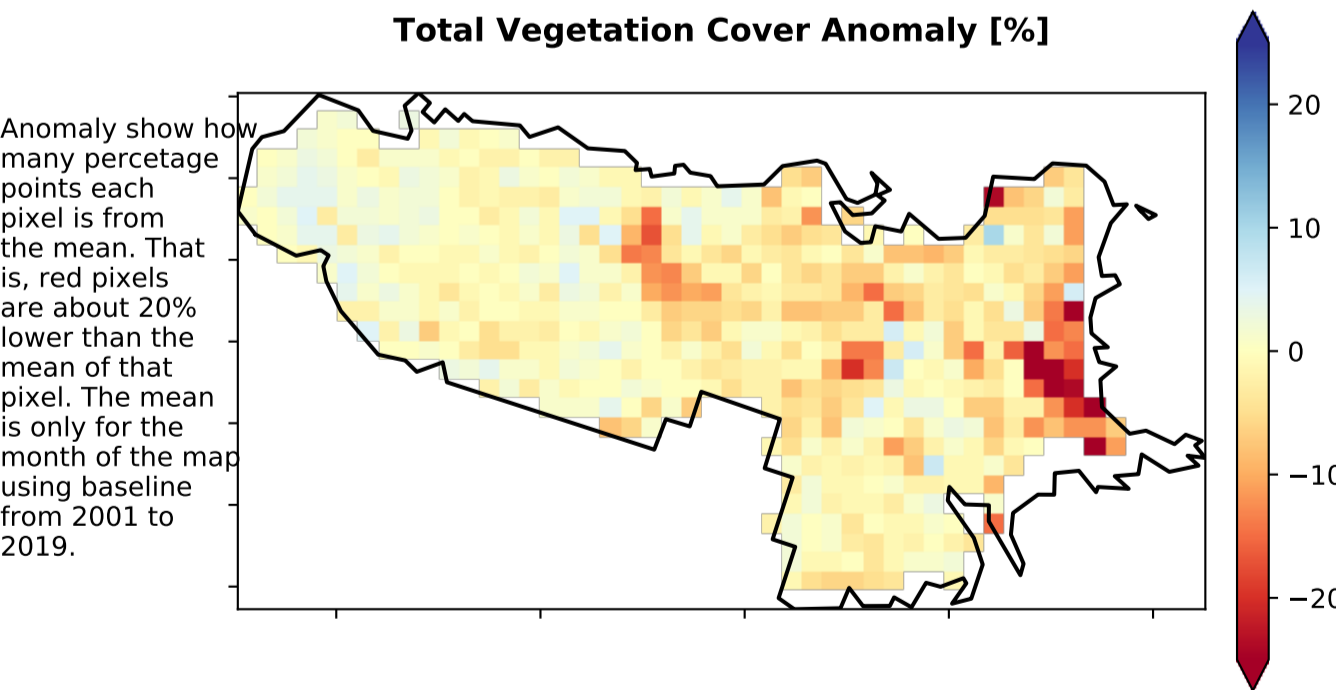 Total Vegetation Cover Anomaly [%]
Anomaly show how
many percetage
points each
pixel is from
the mean. That
is, red pixels
are about 20%
lower than the
mean of that
pixel. The mean
is only for the
month of the map
using baseline
from 2001 to
2019.
20
10
0
−10
−20